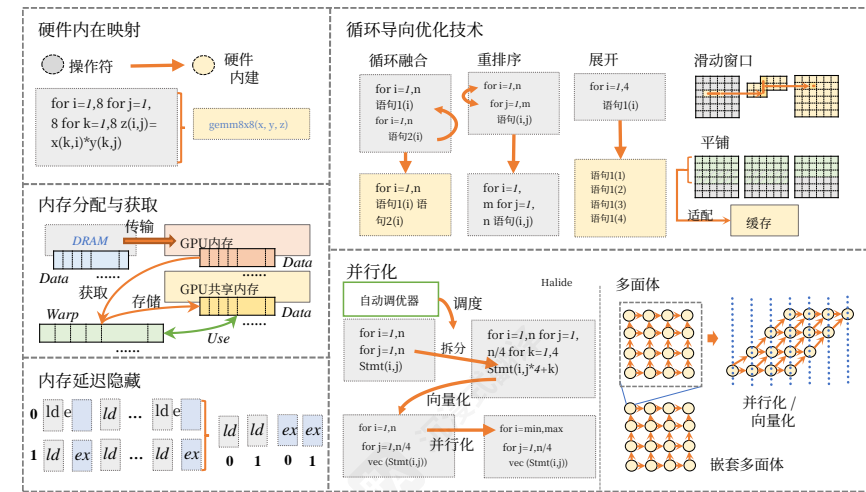 硬件内在映射
操作符
硬件
内建
for i=1,8 for j=1,
8 for k=1,8 z(i,j)=
x(k,i)*y(k,j)
gemm8x8(x, y, z)
内存分配与获取
传输
DRAM
GPU内存
Data
......
......
Data
获取
存储
GPU共享内存
Warp
......
Data
......
Use
内存延迟隐藏
0 ld e ld ... ld e
1 ld ex ld ... ld ex
ld ld ex ex
0 1 0 1
循环导向优化技术
循环融合
for i=1,n
语句1(i)
for i=1,n
语句2(i)
for i=1,n
语句1(i) 语
句2(i)
重排序
for i=1,n
for j=1,m
语句(i,j)
for i=1,
m for j=1,
n 语句(i,j)
展开
for i=1,4
语句1(i)
语句1(1)
语句1(2)
语句1(3)
语句1(4)
滑动窗口
平铺
适配
缓存
并行化
Halide
自动调优器
调度
for i=1,n
for j=1,n
Stmt(i,j)
拆分
for i=1,n for j=1,
n/4 for k=1,4
Stmt(i,j*4+k)
向量化
for i=1,n
for j=1,n/4
vec (Stmt(i,j))
并行化
for i=min,max
for j=1,n/4
vec (Stmt(i,j))
多面体
并行化 /
向量化
嵌套多面体